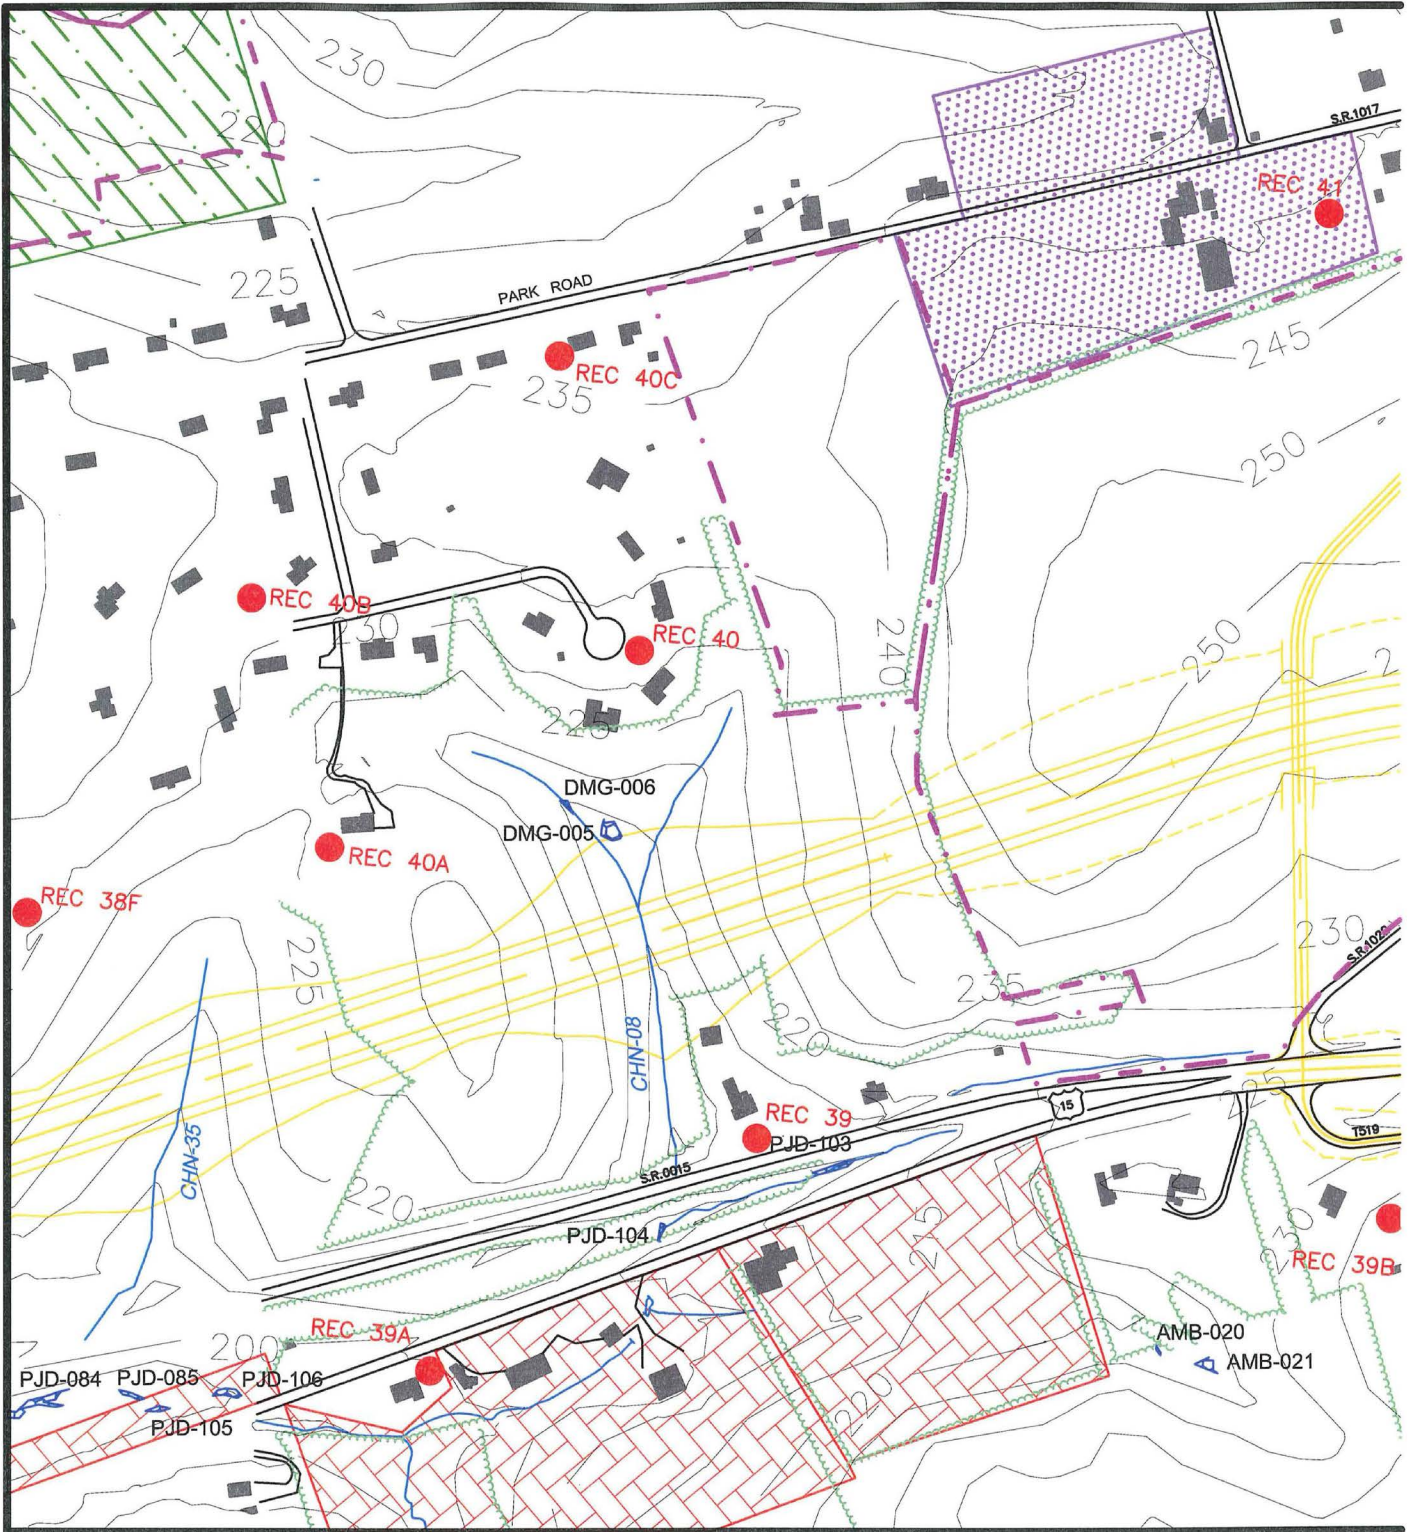 230
220
S.R.1017
REC 41
225
PARK ROAD
245
REC 40C
235
250
REC 40B
230
REC 40
240
250
2
225
DMG-006
DMG-005
REC 40A
REC 38F
225
230
S.R.1020
235
220
CHN-08
225
15
REC 39
PJD-103
T519
CHN-35
S.R.0015
220
PJD-104
215
230
REC 39B
REC 39A
200
AMB-020
AMB-021
PJD-084
PJD-085
PJD-106
PJD-105
220